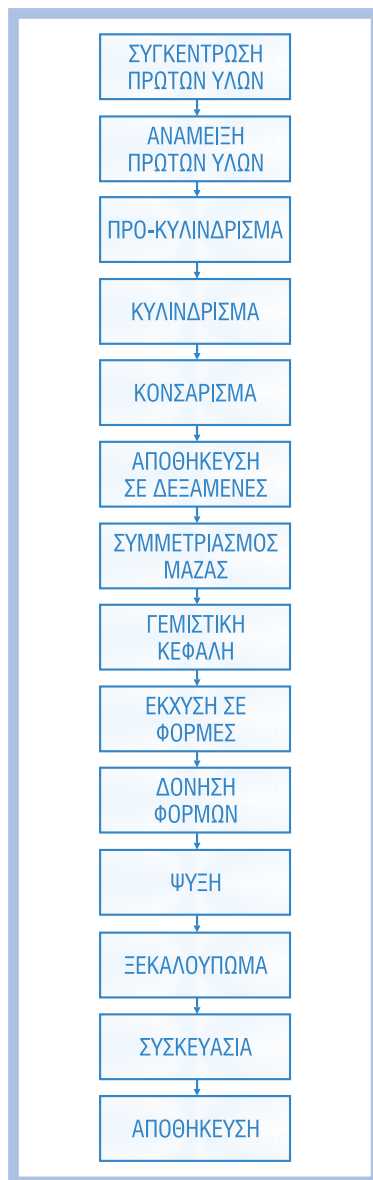 ΣΥΓΚΕΝΤΡΩΣΗ
ΠΡΩΤΩΝ ΥΛΩΝ
ΑΝΑΜΕΙΞΗ
ΠΡΩΤΩΝ ΥΛΩΝ
ΠΡΟ-ΚΥΛΙΝΔΡΙΣΜΑ
ΚΥΛΙΝΔΡΙΣΜΑ
ΚΟΝΣΑΡΙΣΜΑ
ΑΠΟΘΗΚΕΥΣΗ
ΣΕ ΔΕΞΑΜΕΝΕΣ
ΣΥΜΜΕΤΡΙΑΣΜΟΣ
ΜΑΖΑΣ
ΓΕΜΙΣΤΙΚΗ
ΚΕΦΑΛΗ
ΕΚΧΥΣΗ ΣΕ
ΦΟΡΜΕΣ
ΔΟΝΗΣΗ
ΦΟΡΜΩΝ
ΨΥΞΗ
ΞΕΚΑΛΟΥΠΩΜΑ
ΣΥΣΚΕΥΑΣΙΑ
ΑΠΟΘΗΚΕΥΣΗ